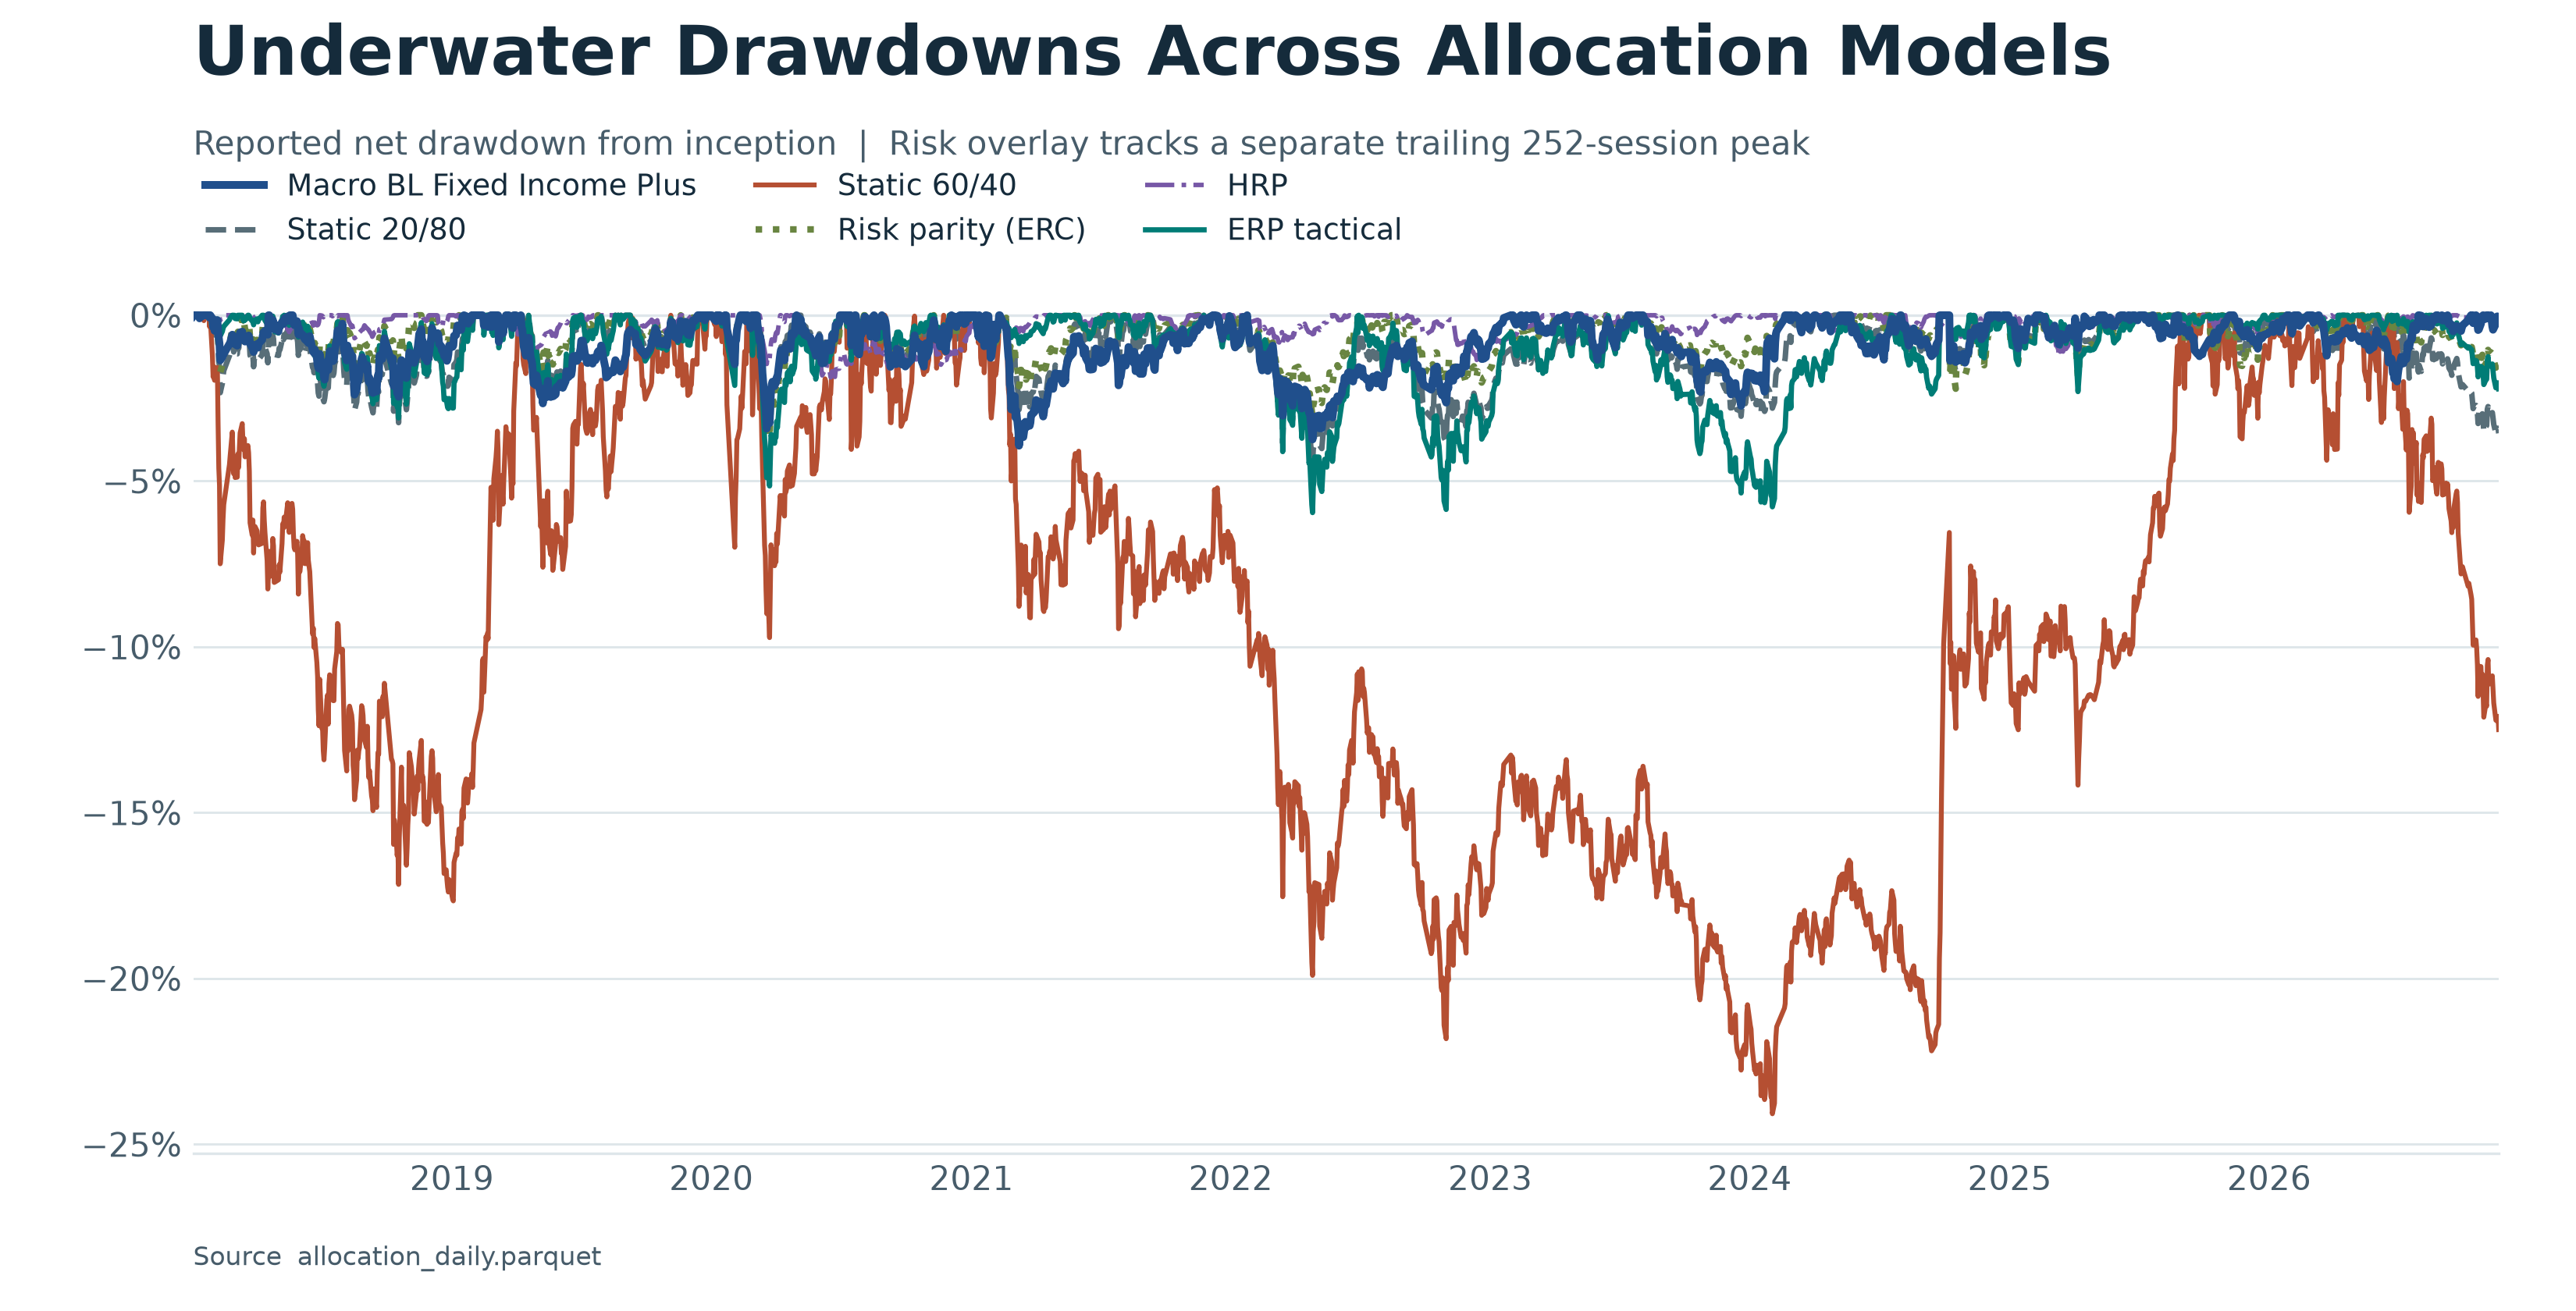 Underwater Drawdowns Across Allocation Models
Reported net drawdown from inception | Risk overlay tracks a separate trailing 252-session peak
Macro BL Fixed Income Plus
Static 60/40
HRP
Static 20/80
Risk parity (ERC)
ERP tactical
0%
−5%
−10%
−15%
−20%
−25%
2019 2020 2021 2022 2023 2024 2025 2026
Source allocation_daily.parquet